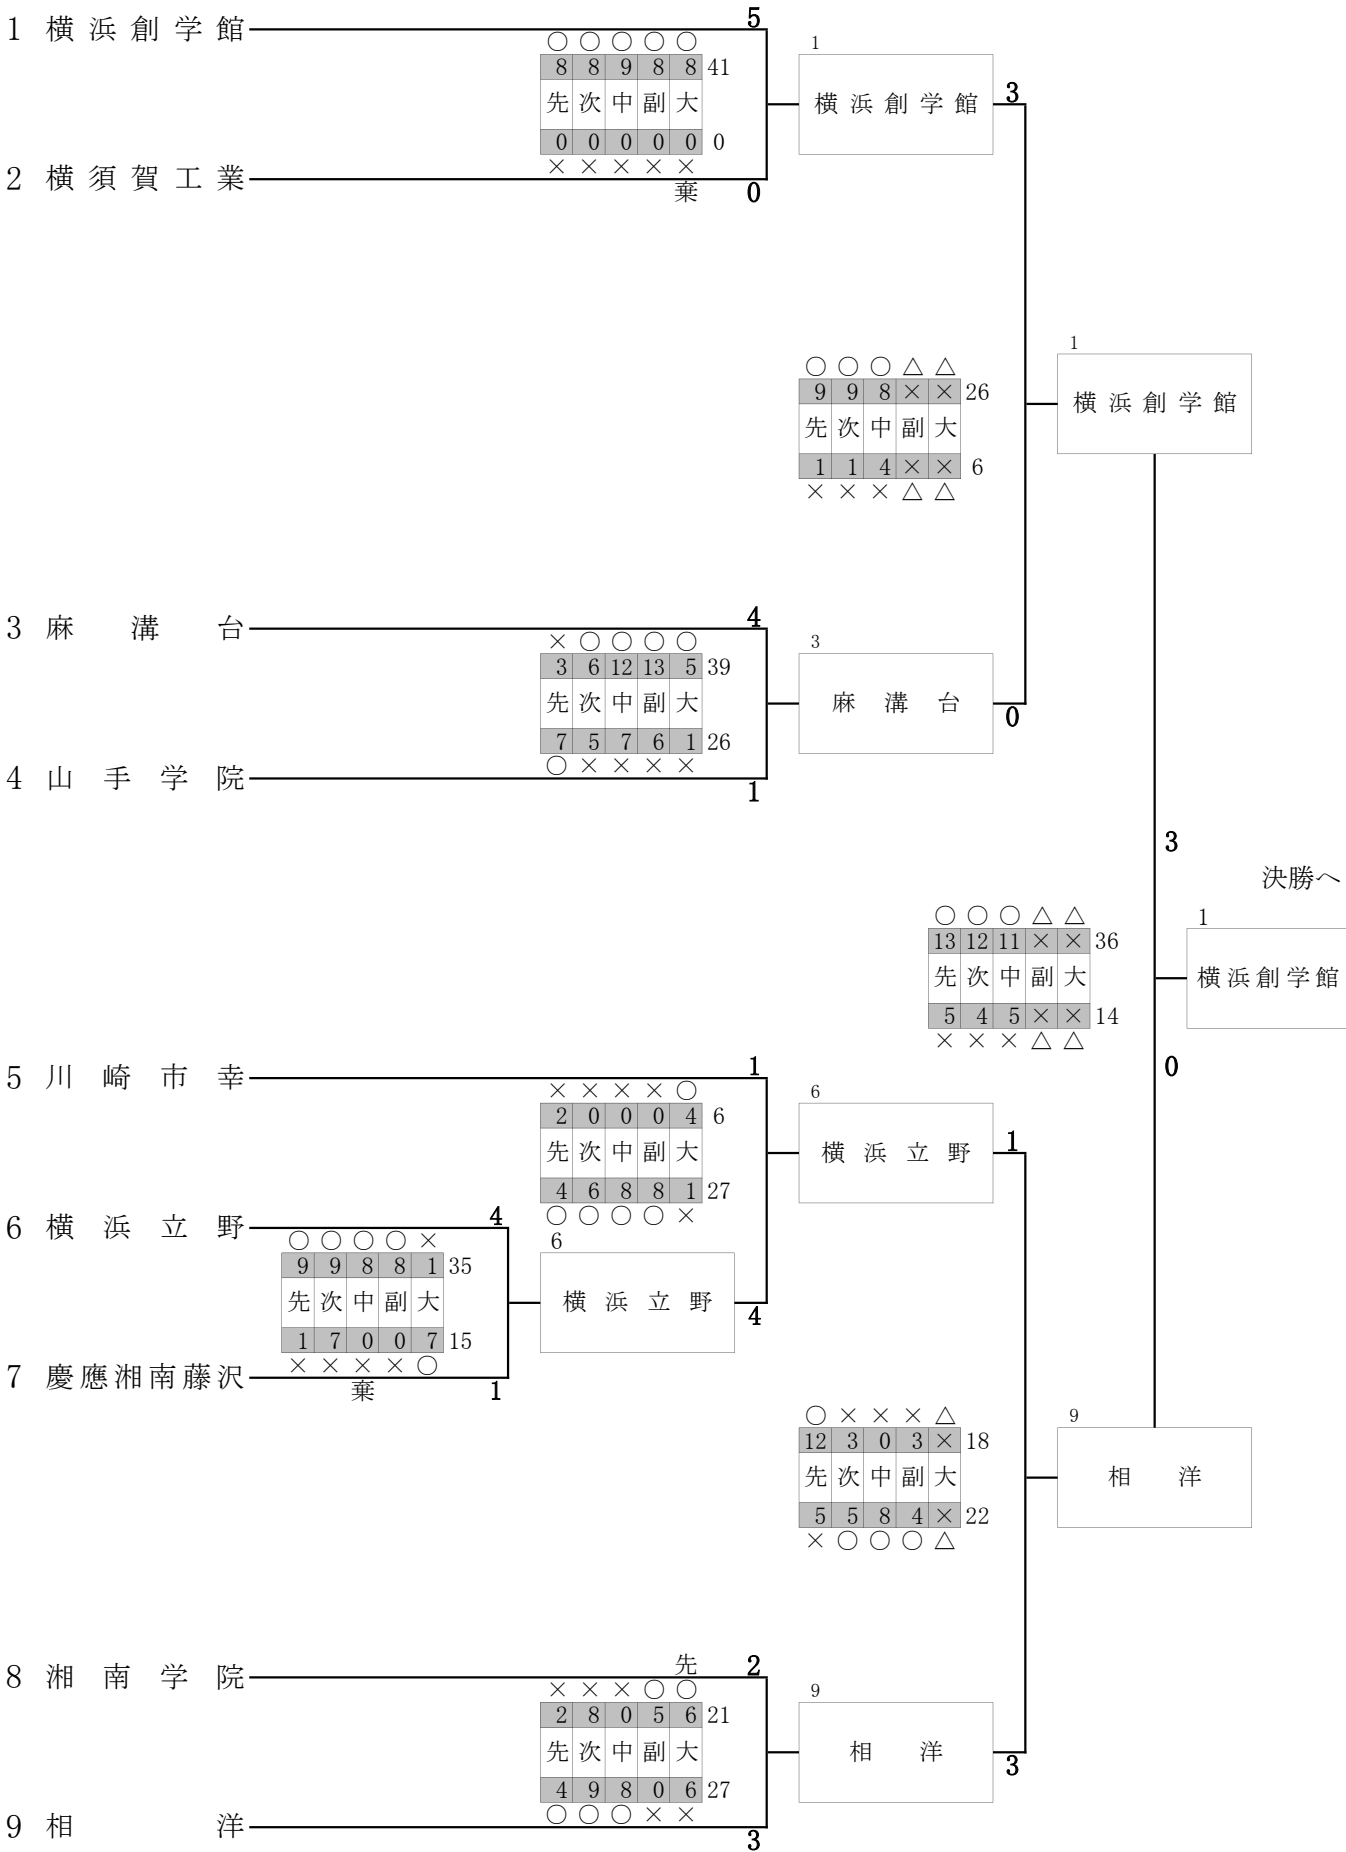 1 横浜創学館 5
○ ○ ○ ○ ○
8 8 9 8 8 41
先 次 中 副 大
0 0 0 0 0 0
× × × × ×
2 横須賀工業 0
棄
1
横浜創学館 3
○ ○ ○ △ △
9 9 8 × × 26
先 次 中 副 大
1 1 4 × × 6
× × × △ △
1
横浜創学館
3 麻溝台 4
× ○ ○ ○ ○
3 6 12 13 5 39
先 次 中 副 大
7 5 7 6 1 26
○ × × × ×
4 山手学院 1
3
麻溝台 0
3
決勝へ
○ ○ ○ △ △
13 12 11 × × 36
先 次 中 副 大
5 4 5 × × 14
× × × △ △
1
横浜創学館
0
5 川崎市幸 1
× × × × ○
2 0 0 0 4 6
先 次 中 副 大
4 6 8 8 1 27
○ ○ ○ ○ ×
6
横浜立野 1
6 横浜立野 4
○ ○ ○ ○ ×
9 9 8 8 1 35
先 次 中 副 大
1 7 0 0 7 15
× × × × ○
7 慶應湘南藤沢 1
棄
6
横浜立野 4
○ × × × △
12 3 0 3 × 18
先 次 中 副 大
5 5 8 4 × 22
× ○ ○ ○ △
9
相洋
8 湘南学院 先 2
× × × ○ ○
2 8 0 5 6 21
先 次 中 副 大
4 9 8 0 6 27
○ ○ ○ × ×
9 相洋 3
9
相洋 3